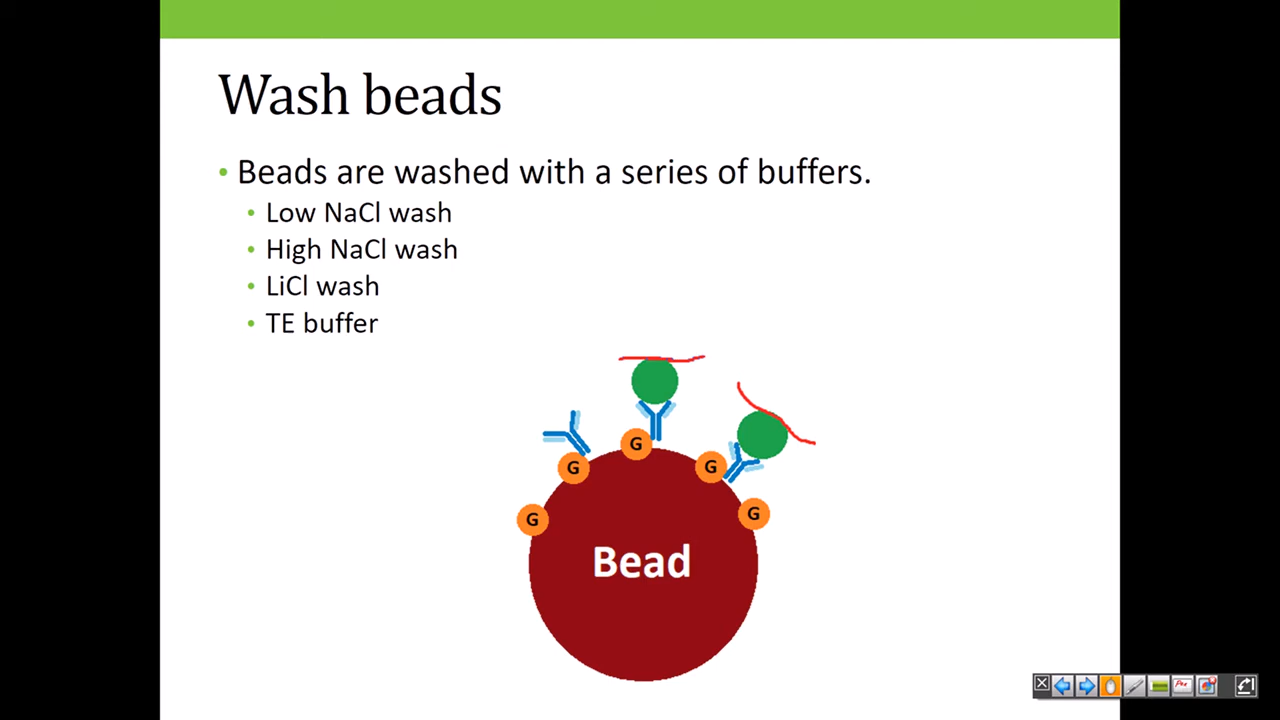 Wash beads
• Beads are washed with a series of buffers.
• Low NaCl wash
• High NaCl wash
• LiCl wash
• TE buffer
G
G
G
G
G
Bead